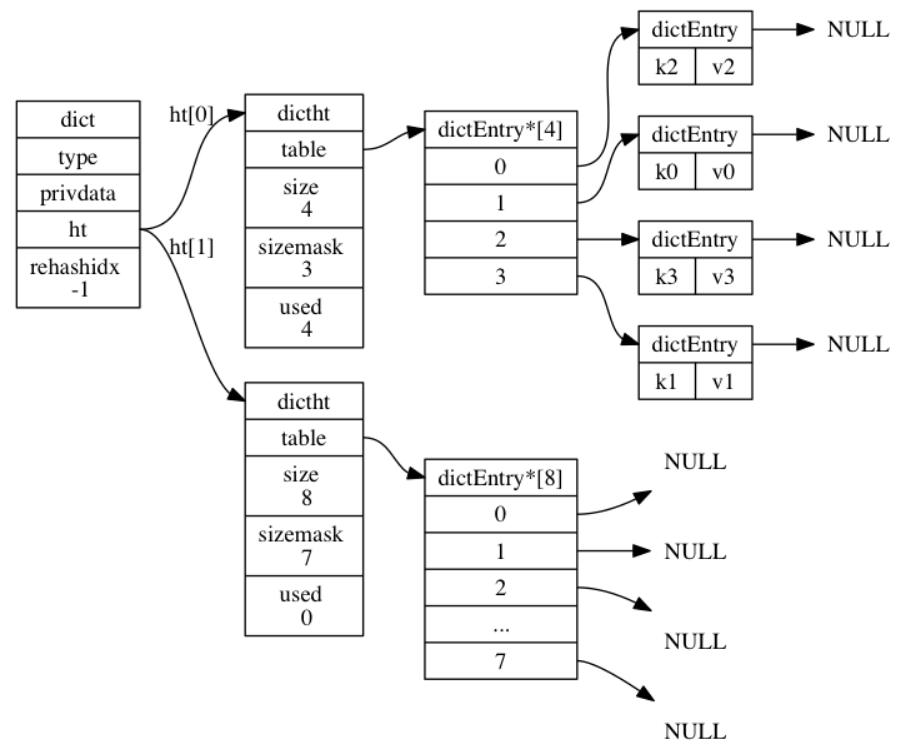 dict
type
privdata
ht
rehashidx
-1
ht[0]
ht[1]
dictht
table
size
4
sizemask
3
used
4
dictEntry*[4]
0
1
2
3
dictEntry
k2 v2
NULL
dictEntry
k0 v0
NULL
dictEntry
k3 v3
NULL
dictEntry
k1 v1
NULL
dictht
table
size
8
sizemask
7
used
0
dictEntry*[8]
0
1
2
...
7
NULL
NULL
NULL
NULL